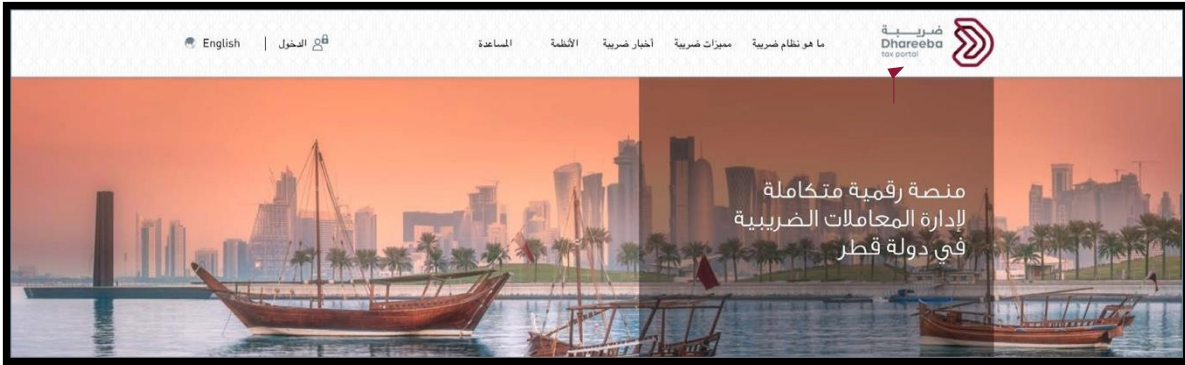 ضريــبــة
Dhareeba
tax portal
ما هو نظام ضريبة
مميزات ضريبة
أخبار ضريبة
الأنظمة
المساعدة
الدخول
English
منصة رقمية متكاملة
لإدارة المعاملات الضريبية
في دولة قطر